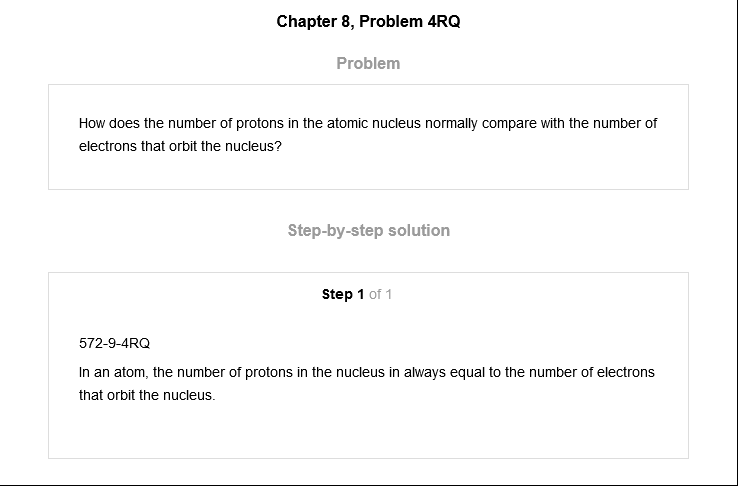 Chapter 8, Problem 4RQ
Problem
How does the number of protons in the atomic nucleus normally compare with the number of
electrons that orbit the nucleus?
Step-by-step solution
Step 1 of 1
572-9-4RQ
In an atom, the number of protons in the nucleus in always equal to the number of electrons
that orbit the nucleus.